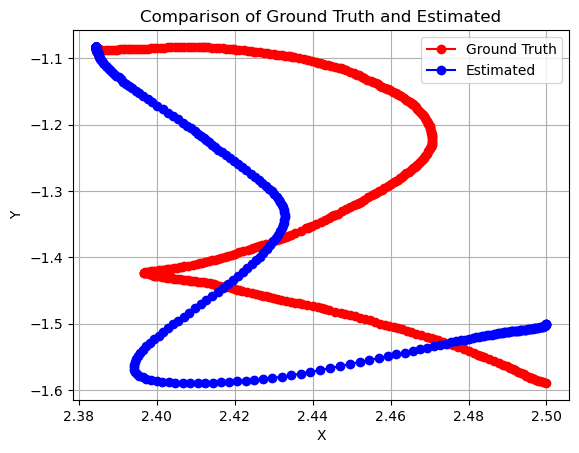 Comparison of Ground Truth and Estimated
Ground Truth
Estimated
Y
−1.1
−1.2
−1.3
−1.4
−1.5
−1.6
2.38 2.40 2.42 2.44 2.46 2.48 2.50
X